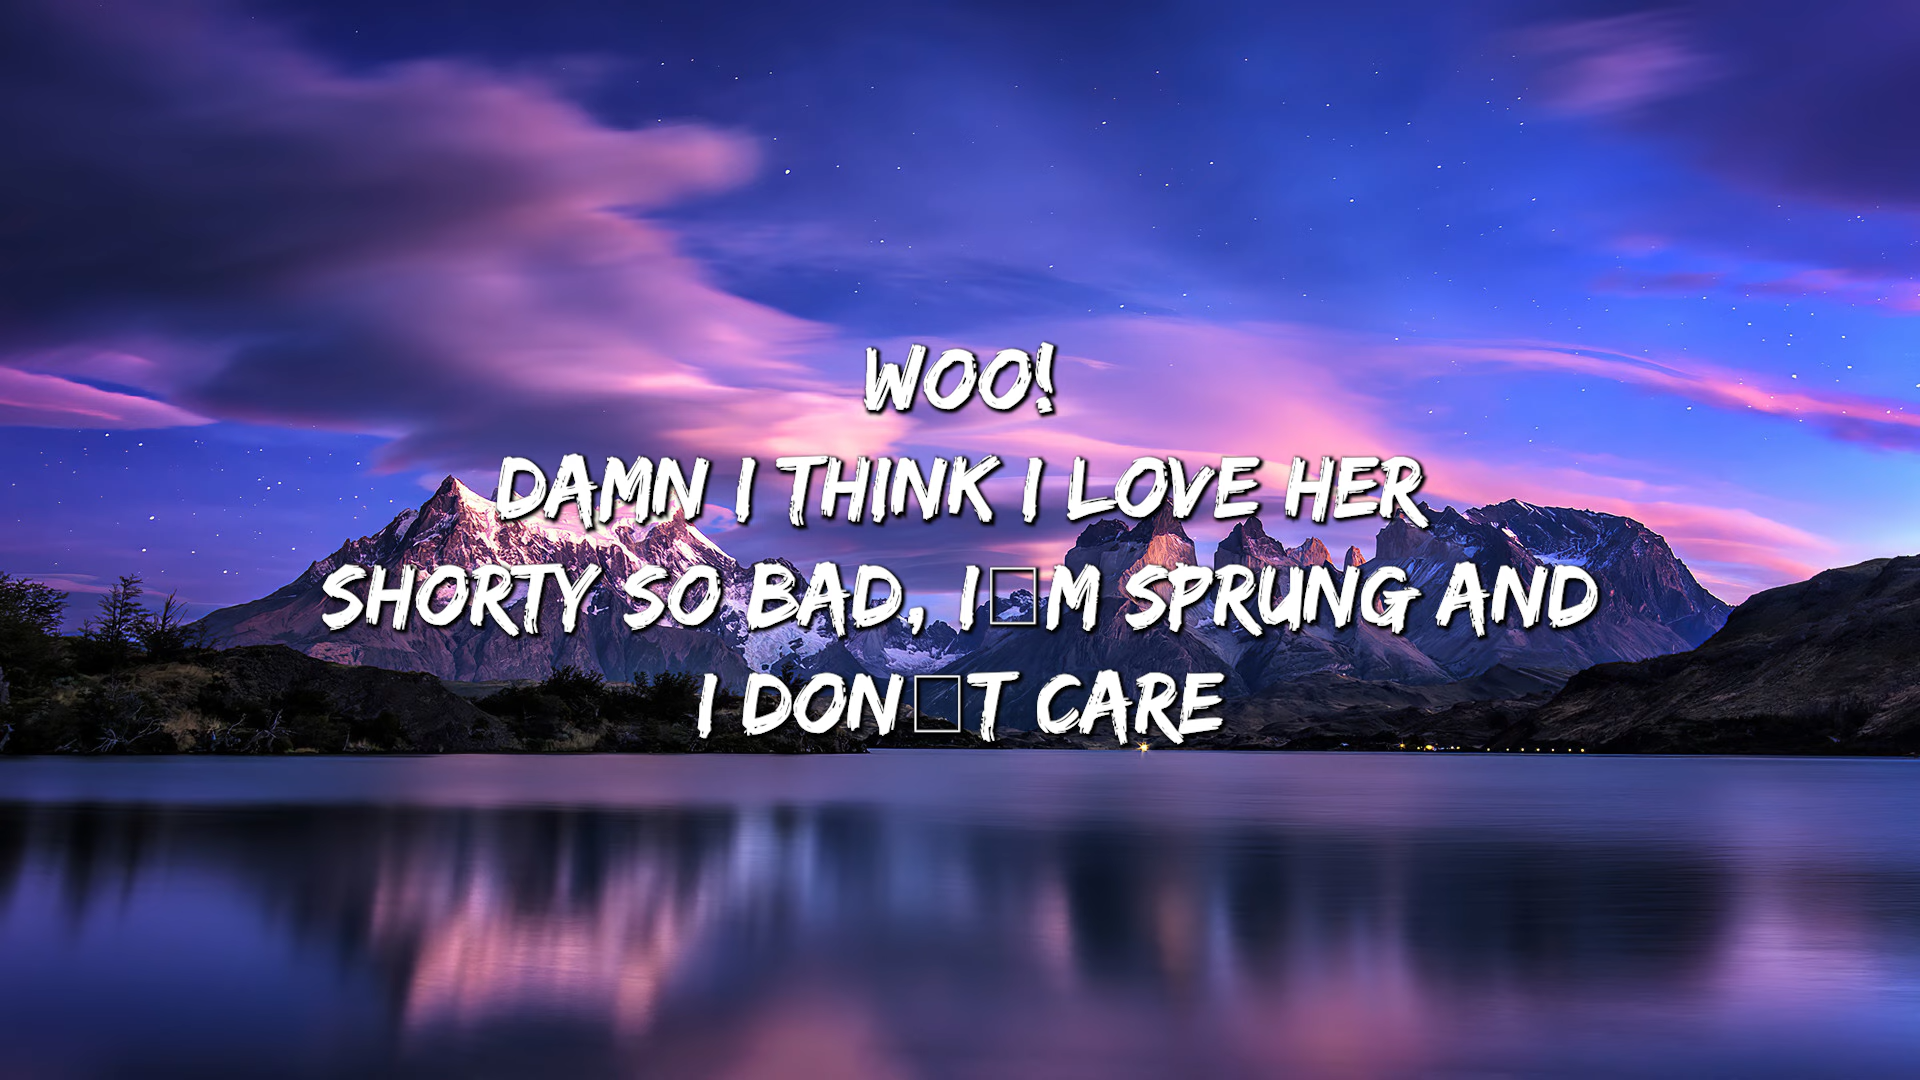 WOO!
DAMN I THINK I LOVE HER
SHORTY SO BAD, I□M SPRUNG AND
I DON□T CARE